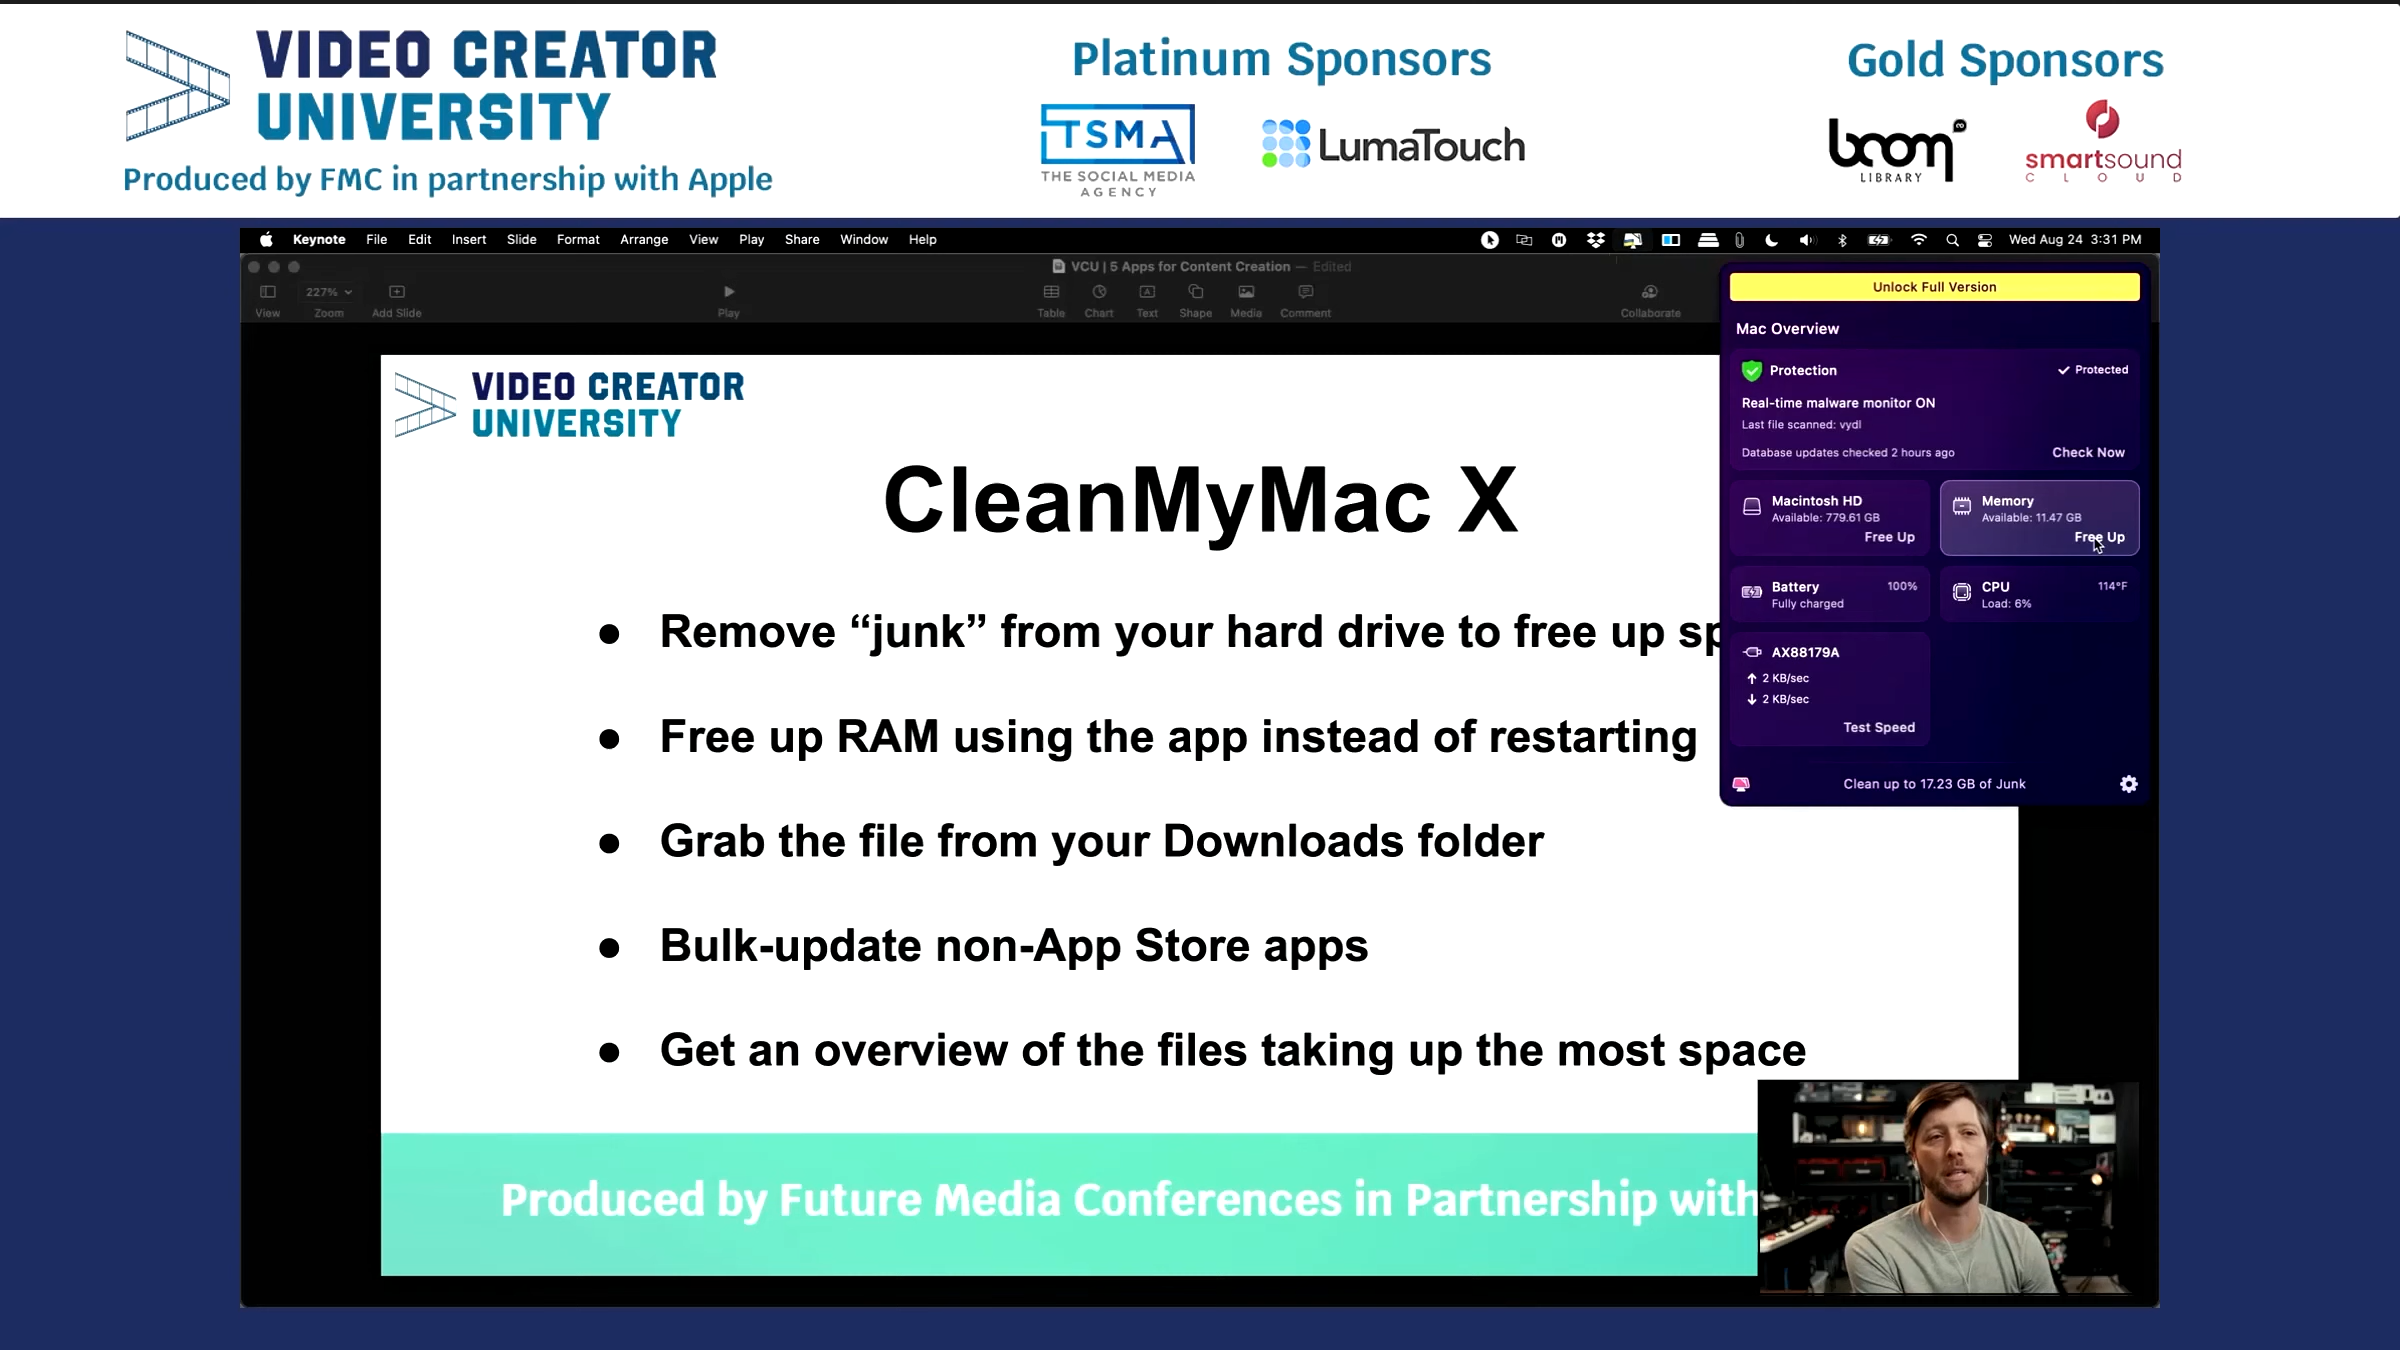 VIDEO CREATOR
UNIVERSITY
Produced by FMC in partnership with Apple
Platinum Sponsors
TSMA
THE SOCIAL MEDIA
AGENCY
LumaTouch
Gold Sponsors
boom
LIBRARY
smartsound
CLOUD
Keynote File Edit Insert Slide Format Arrange View Play Share Window Help
Wed Aug 24 3:31 PM
VCU | 5 Apps for Content Creation — Edited
227%
View Zoom Add Slide Play Table Chart Text Shape Media Comment Collaborate
VIDEO CREATOR
UNIVERSITY
CleanMyMac X
● Remove “junk” from your hard drive to free up sp
● Free up RAM using the app instead of restarting
● Grab the file from your Downloads folder
● Bulk-update non-App Store apps
● Get an overview of the files taking up the most space
Produced by Future Media Conferences in Partnership with
Unlock Full Version
Mac Overview
Protection
Protected
Real-time malware monitor ON
Last file scanned: vydl
Database updates checked 2 hours ago
Check Now
Macintosh HD
Available: 779.61 GB
Free Up
Memory
Available: 11.47 GB
Free Up
Battery 100%
Fully charged
CPU 114°F
Load: 6%
AX88179A
↑ 2 KB/sec
↓ 2 KB/sec
Test Speed
Clean up to 17.23 GB of Junk